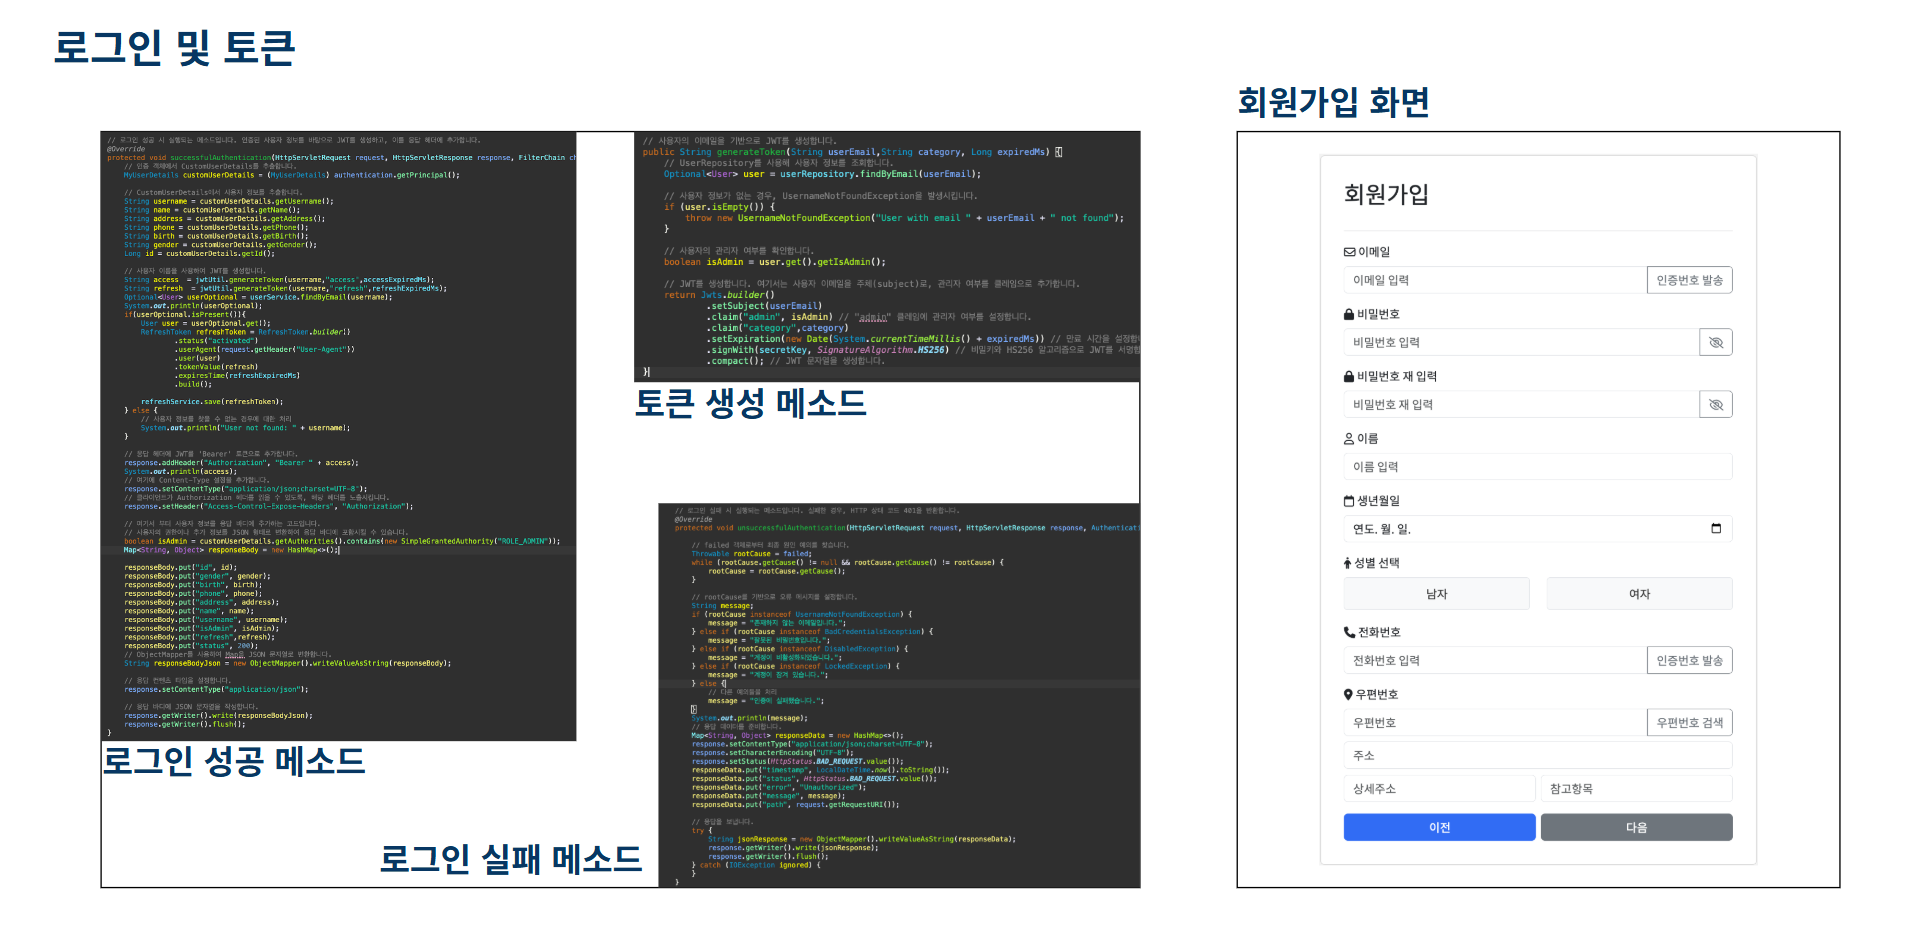 로그인 및 토큰
// 로그인 성공 시 실행되는 메소드입니다. 인증된 사용자 정보를 바탕으로 JWT를 생성하고, 이를 응답 헤더에 추가합니다.
@Override
protected void successfulAuthentication(HttpServletRequest request, HttpServletResponse response, FilterChain ch
// 인증 객체에서 CustomUserDetails를 추출합니다.
MyUserDetails customUserDetails = (MyUserDetails) authentication.getPrincipal();
// CustomUserDetails에서 사용자 정보를 추출합니다.
String username = customUserDetails.getUsername();
String name = customUserDetails.getName();
String address = customUserDetails.getAddress();
String phone = customUserDetails.getPhone();
String birth = customUserDetails.getBirth();
String gender = customUserDetails.getGender();
Long id = customUserDetails.getId();
// 사용자 이름을 사용하여 JWT를 생성합니다.
String access  = jwtUtil.generateToken(username,"access",accessExpiredMs);
String refresh  = jwtUtil.generateToken(username,"refresh",refreshExpiredMs);
Optional<User> userOptional = userService.findByEmail(username);
System.out.println(userOptional);
if(userOptional.isPresent()){
User user = userOptional.get();
RefreshToken refreshToken = RefreshToken.builder()
.status("activated")
.userAgent(request.getHeader("User-Agent"))
.user(user)
.tokenValue(refresh)
.expiresTime(refreshExpiredMs)
.build();
refreshService.save(refreshToken);
} else {
// 사용자 정보를 찾을 수 없는 경우에 대한 처리
System.out.println("User not found: " + username);
}
// 응답 헤더에 JWT를 'Bearer' 토큰으로 추가합니다.
response.addHeader("Authorization", "Bearer " + access);
System.out.println(access);
// 여기에 Content-Type 설정을 추가합니다.
response.setContentType("application/json;charset=UTF-8");
// 클라이언트가 Authorization 헤더를 읽을 수 있도록, 해당 헤더를 노출시킵니다.
response.setHeader("Access-Control-Expose-Headers", "Authorization");
// 여기서 부터 사용자 정보를 응답 바디에 추가하는 코드입니다.
// 사용자의 권한이나 추가 정보를 JSON 형태로 변환하여 응답 바디에 포함시킬 수 있습니다.
boolean isAdmin = customUserDetails.getAuthorities().contains(new SimpleGrantedAuthority("ROLE_ADMIN"));
Map<String, Object> responseBody = new HashMap<>();
responseBody.put("id", id);
responseBody.put("gender", gender);
responseBody.put("birth", birth);
responseBody.put("phone", phone);
responseBody.put("address", address);
responseBody.put("name", name);
responseBody.put("username", username);
responseBody.put("isAdmin", isAdmin);
responseBody.put("refresh",refresh);
responseBody.put("status", 200);
// ObjectMapper를 사용하여 Map을 JSON 문자열로 변환합니다.
String responseBodyJson = new ObjectMapper().writeValueAsString(responseBody);
// 응답 컨텐츠 타입을 설정합니다.
response.setContentType("application/json");
// 응답 바디에 JSON 문자열을 작성합니다.
response.getWriter().write(responseBodyJson);
response.getWriter().flush();
}
로그인 성공 메소드
// 사용자의 이메일을 기반으로 JWT를 생성합니다.
public String generateToken(String userEmail,String category, Long expiredMs) {
// UserRepository를 사용해 사용자 정보를 조회합니다.
Optional<User> user = userRepository.findByEmail(userEmail);
// 사용자 정보가 없는 경우, UsernameNotFoundException을 발생시킵니다.
if (user.isEmpty()) {
throw new UsernameNotFoundException("User with email " + userEmail + " not found");
}
// 사용자의 관리자 여부를 확인합니다.
boolean isAdmin = user.get().getIsAdmin();
// JWT를 생성합니다. 여기서는 사용자 이메일을 주체(subject)로, 관리자 여부를 클레임으로 추가합니다.
return Jwts.builder()
.setSubject(userEmail)
.claim("admin", isAdmin) // "admin" 클레임에 관리자 여부를 설정합니다.
.claim("category",category)
.setExpiration(new Date(System.currentTimeMillis() + expiredMs)) // 만료 시간을 설정합
.signWith(secretKey, SignatureAlgorithm.HS256) // 비밀키와 HS256 알고리즘으로 JWT를 서명합
.compact(); // JWT 문자열을 생성합니다.
}
토큰 생성 메소드
// 로그인 실패 시 실행되는 메소드입니다. 실패한 경우, HTTP 상태 코드 401을 반환합니다.
@Override
protected void unsuccessfulAuthentication(HttpServletRequest request, HttpServletResponse response, Authenticati
// failed 객체로부터 최종 원인 예외를 찾습니다.
Throwable rootCause = failed;
while (rootCause.getCause() != null && rootCause.getCause() != rootCause) {
rootCause = rootCause.getCause();
}
// rootCause를 기반으로 오류 메시지를 설정합니다.
String message;
if (rootCause instanceof UsernameNotFoundException) {
message = "존재하지 않는 이메일입니다.";
} else if (rootCause instanceof BadCredentialsException) {
message = "잘못된 비밀번호입니다.";
} else if (rootCause instanceof DisabledException) {
message = "계정이 비활성화되었습니다.";
} else if (rootCause instanceof LockedException) {
message = "계정이 잠겨 있습니다.";
} else {
// 다른 예외들을 처리
message = "인증에 실패했습니다.";
}
System.out.println(message);
// 응답 데이터를 준비합니다.
Map<String, Object> responseData = new HashMap<>();
response.setContentType("application/json;charset=UTF-8");
response.setCharacterEncoding("UTF-8");
response.setStatus(HttpStatus.BAD_REQUEST.value());
responseData.put("timestamp", LocalDateTime.now().toString());
responseData.put("status", HttpStatus.BAD_REQUEST.value());
responseData.put("error", "Unauthorized");
responseData.put("message", message);
responseData.put("path", request.getRequestURI());
// 응답을 보냅니다.
try {
String jsonResponse = new ObjectMapper().writeValueAsString(responseData);
response.getWriter().write(jsonResponse);
response.getWriter().flush();
} catch (IOException ignored) {
}
}
로그인 실패 메소드
회원가입 화면
회원가입
이메일
이메일 입력
인증번호 발송
비밀번호
비밀번호 입력
비밀번호 재 입력
비밀번호 재 입력
이름
이름 입력
생년월일
연도. 월. 일.
성별 선택
남자
여자
전화번호
전화번호 입력
인증번호 발송
우편번호
우편번호
우편번호 검색
주소
상세주소
참고항목
이전
다음